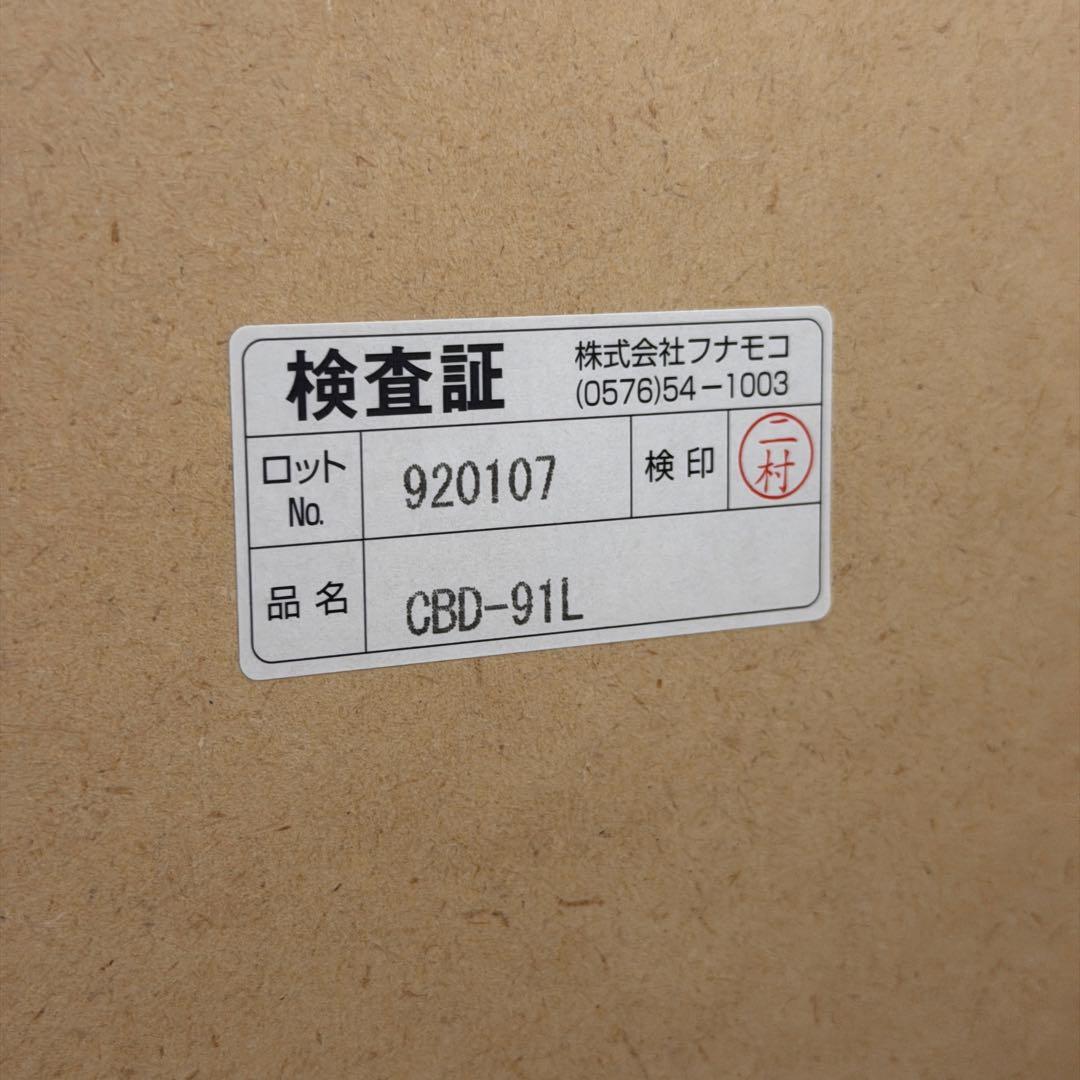 検査証
株式会社フナモコ
(0576)54-1003
ロット No.
920107
検印
二村
品名
CBD-91L